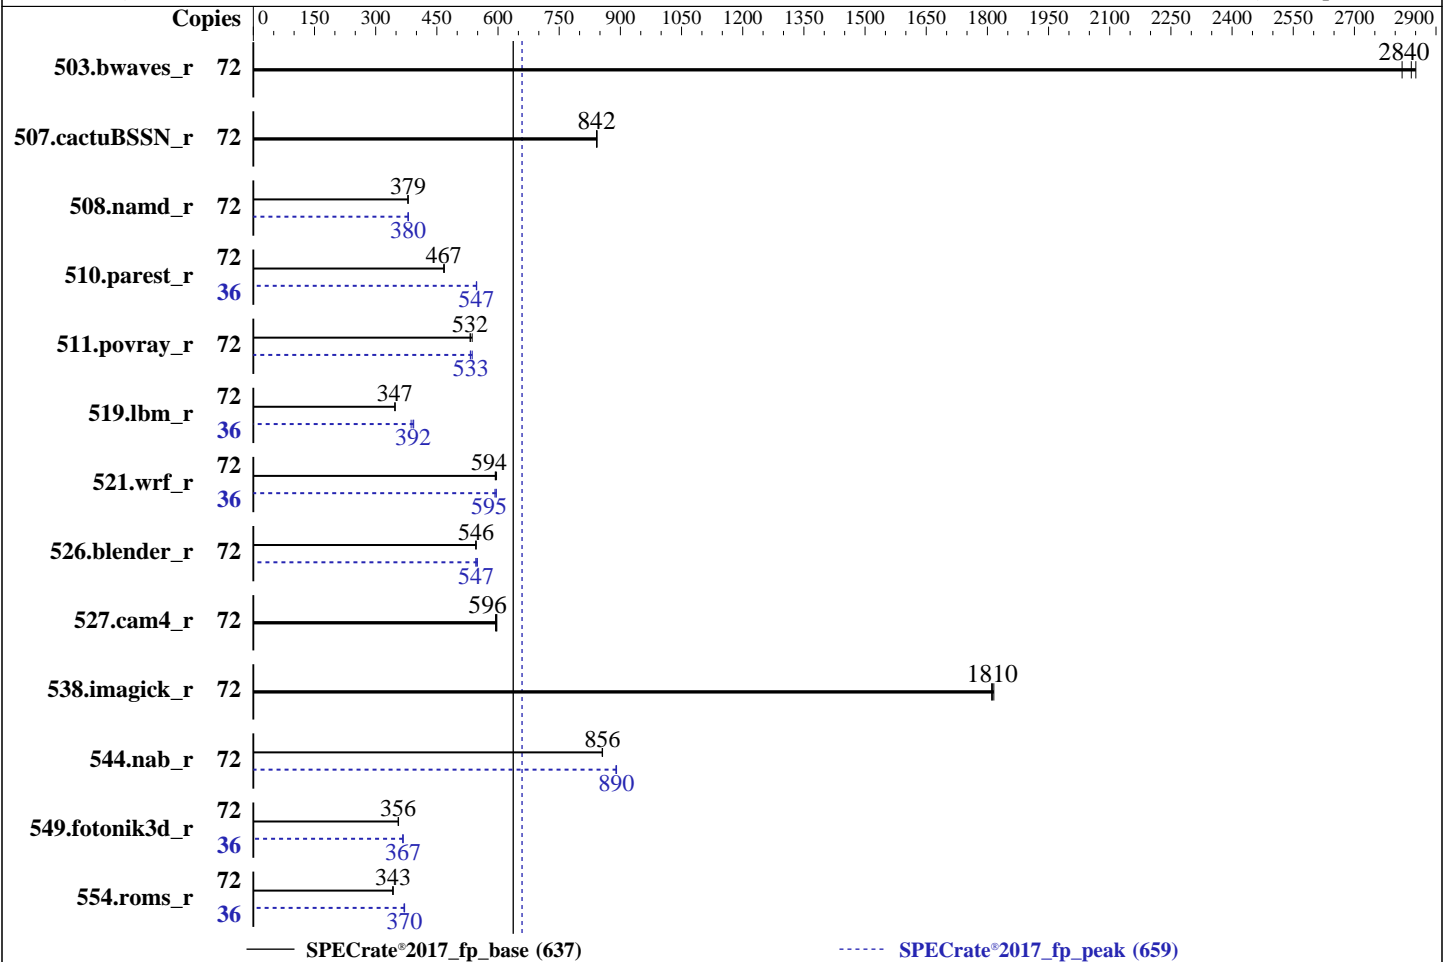 Copies 0 150 300 450 600 750 900 1050 1200 1350 1500 1650 1800 1950 2100 2250 2400 2550 2700 2900
503.bwaves_r 72 2840
507.cactuBSSN_r 72 842
508.namd_r 72 379
380
72 467
510.parest_r
36 547
511.povray_r 72 532
533
72 347
519.lbm_r
36 392
72 594
521.wrf_r
36 595
526.blender_r 72 546
547
527.cam4_r 72 596
538.imagick_r 72 1810
544.nab_r 72 856
890
72 356
549.fotonik3d_r
36 367
72 343
554.roms_r
36 370
SPECrate®2017_fp_base (637) SPECrate®2017_fp_peak (659)